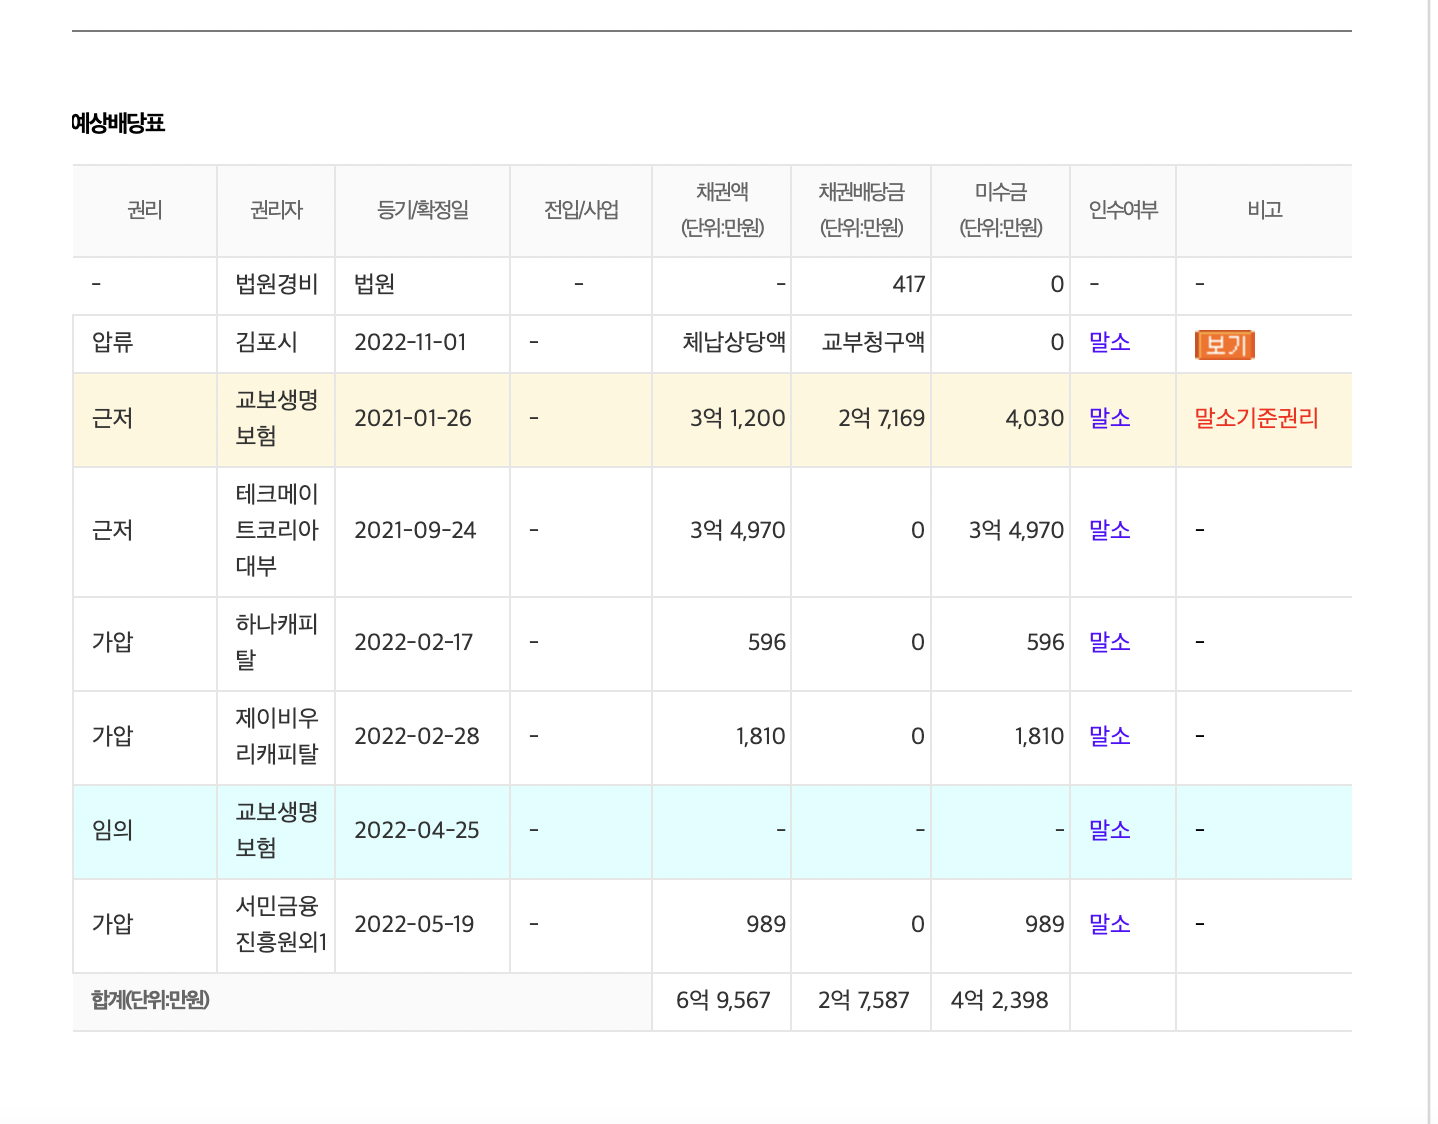 예상배당표
권리 권리자 등기/확정일 전입/사업 채권액 (단위:만원) 채권배당금 (단위:만원) 미수금 (단위:만원) 인수여부 비고
- 법원경비 법원 - - 417 0 - -
압류 김포시 2022-11-01 - 체납상당액 교부청구액 0 말소 보기
근저 교보생명보험 2021-01-26 - 3억 1,200 2억 7,169 4,030 말소 말소기준권리
근저 테크메이트코리아대부 2021-09-24 - 3억 4,970 0 3억 4,970 말소 -
가압 하나캐피탈 2022-02-17 - 596 0 596 말소 -
가압 제이비우리캐피탈 2022-02-28 - 1,810 0 1,810 말소 -
임의 교보생명보험 2022-04-25 - - - - 말소 -
가압 서민금융진흥원외1 2022-05-19 - 989 0 989 말소 -
합계(단위:만원) 6억 9,567 2억 7,587 4억 2,398